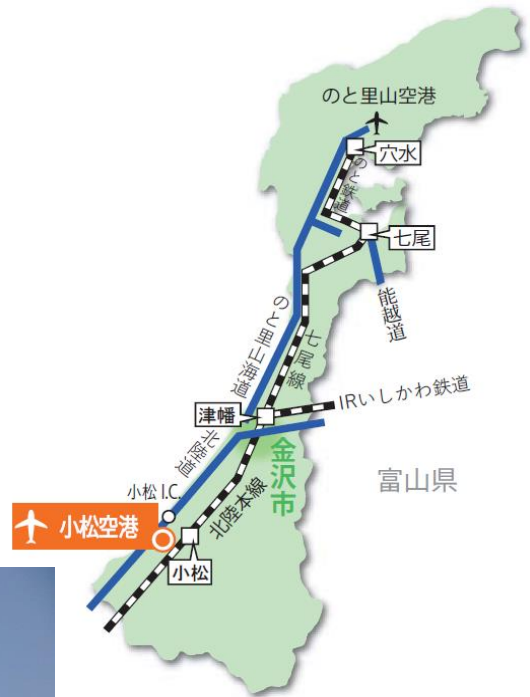 のと里山空港
穴水
のと鉄道
七尾
能越道
のと里山海道
七尾線
IRいしかわ鉄道
津幡
北陸道
金沢市
富山県
小松I.C.
北陸本線
小松空港
小松